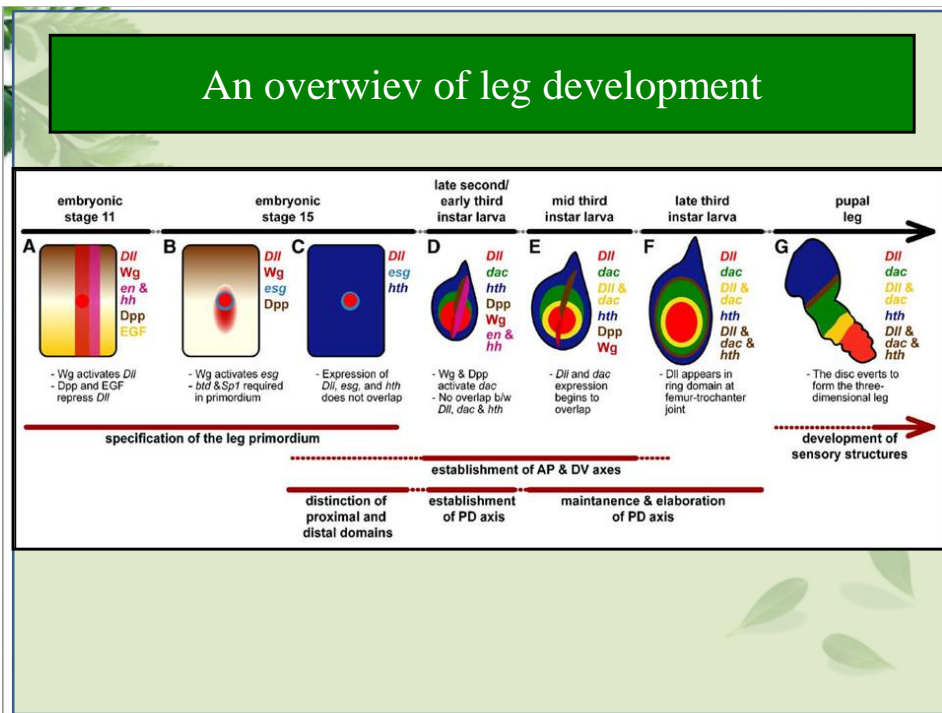 An overwiev of leg development
embryonic
stage 11
embryonic
stage 15
late second/
early third
instar larva
mid third
instar larva
late third
instar larva
pupal
leg
A
Dll
Wg
en &
hh
Dpp
EGF
- Wg activates Dll
- Dpp and EGF
repress Dll
B
Dll
Wg
esg
Dpp
- Wg activates esg
- btd &Sp1 required
in primordium
C
Dll
esg
hth
- Expression of
Dll, esg, and hth
does not overlap
D
Dll
dac
hth
Dpp
Wg
en &
hh
- Wg & Dpp
activate dac
- No overlap b/w
Dll, dac & hth
E
Dll
dac
Dll &
dac
hth
Dpp
Wg
- Dll and dac
expression
begins to
overlap
F
Dll
dac
Dll &
dac
hth
Dll &
dac &
hth
- Dll appears in
ring domain at
femur-trochanter
joint
G
Dll
dac
Dll &
dac
hth
Dll &
dac &
hth
- The disc everts to
form the three-
dimensional leg
specification of the leg primordium
development of
sensory structures
establishment of AP & DV axes
distinction of
proximal and
distal domains
establishment
of PD axis
maintanence & elaboration
of PD axis